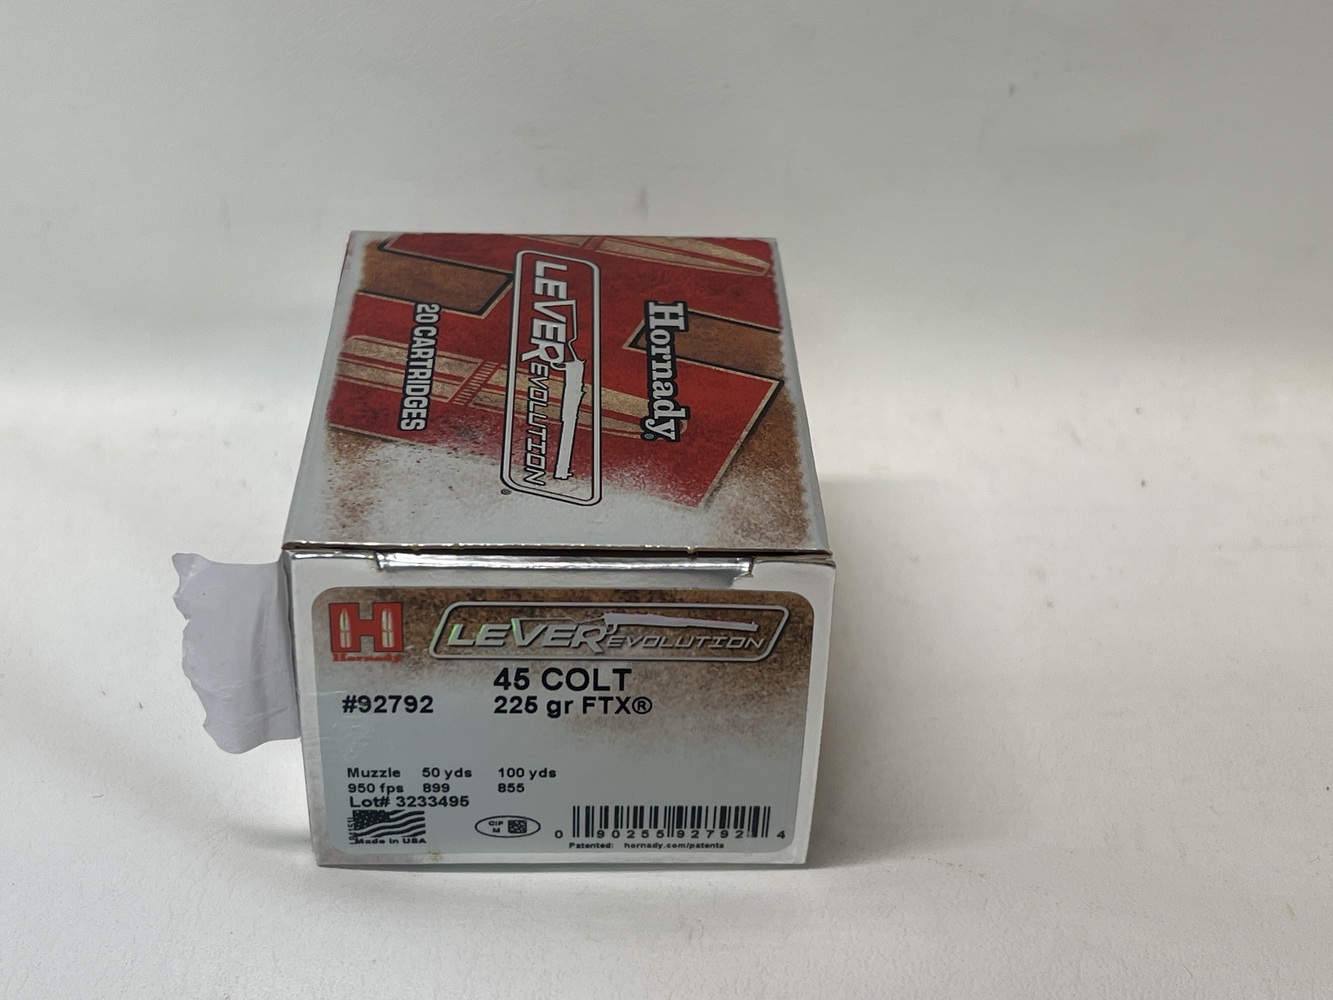 Hornady
LEVEREVOLUTION®
20 CARTRIDGES
H
Hornady
LEVEREVOLUTION
45 COLT
#92792 225 gr FTX®
Muzzle 50 yds 100 yds
950 fps 899 855
Lot# 3233495
Made in USA
CIP
M
0 90255 92792 4
Patented: hornady.com/patents